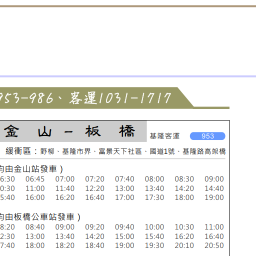 953-986、客運1031-1717
金 山 - 板 橋 基隆客運 953
緩衝區：野柳、基隆市界、富景天下社區、國道1號、基隆路高架橋
由金山站發車）
6:30 06:45 07:00 07:20 07:40 08:00 08:30 09:00
0:30 11:00 11:40 12:20 13:00 13:40 14:20 14:40
5:40 16:00 16:20 16:40 17:00 17:30 18:00 19:00
由板橋公車站發車）
8:20 08:40 09:00 09:20 09:40 10:00 10:30 11:00
2:30 13:00 13:40 14:20 15:00 15:40 16:20 16:40
7:40 18:00 18:20 18:40 19:00 19:30 20:10 20:50